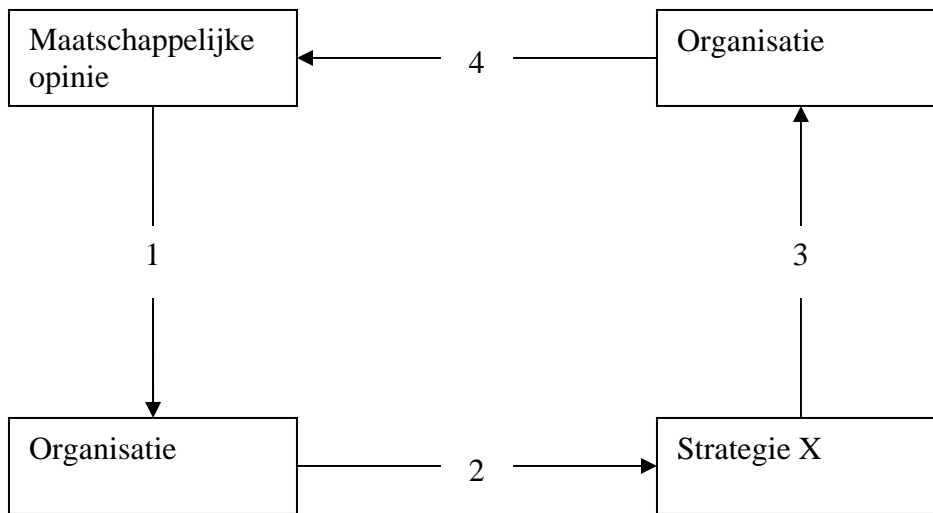 Maatschappelijke
opinie
4
Organisatie
1
3
Organisatie
2
Strategie X